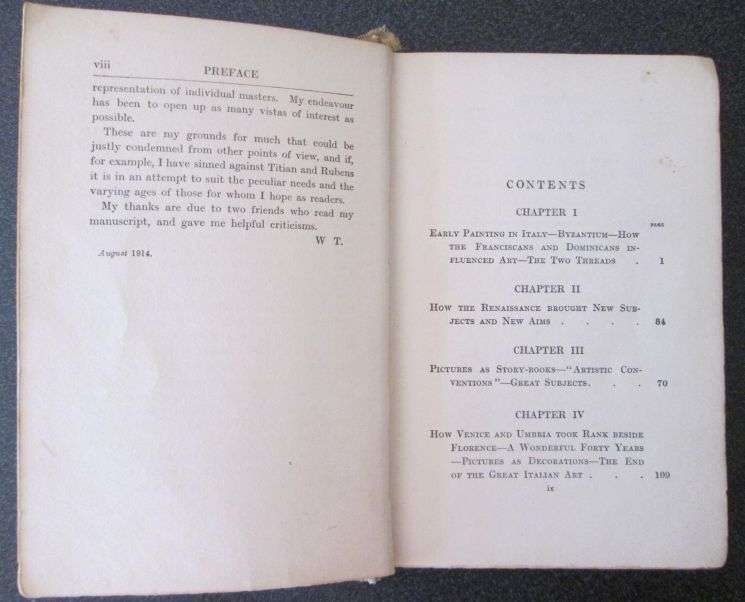 viii PREFACE
representation of individual masters. My endeavour
has been to open up as many vistas of interest as
possible.
These are my grounds for much that could be
justly condemned from other points of view, and if,
for example, I have sinned against Titian and Rubens
it is in an attempt to suit the peculiar needs and the
varying ages of those for whom I hope as readers.
My thanks are due to two friends who read my
manuscript, and gave me helpful criticisms.
W T.
August 1914.
CONTENTS
CHAPTER I
PAGE
Early Painting in Italy—Byzantium—How
the Franciscans and Dominicans in-
fluenced Art—The Two Threads . 1
CHAPTER II
How the Renaissance brought New Sub-
jects and New Aims . . . . 34
CHAPTER III
Pictures as Story-books—"Artistic Con-
ventions"—Great Subjects. . . 70
CHAPTER IV
How Venice and Umbria took Rank beside
Florence—A Wonderful Forty Years
—Pictures as Decorations—The End
of the Great Italian Art . . . 109
ix